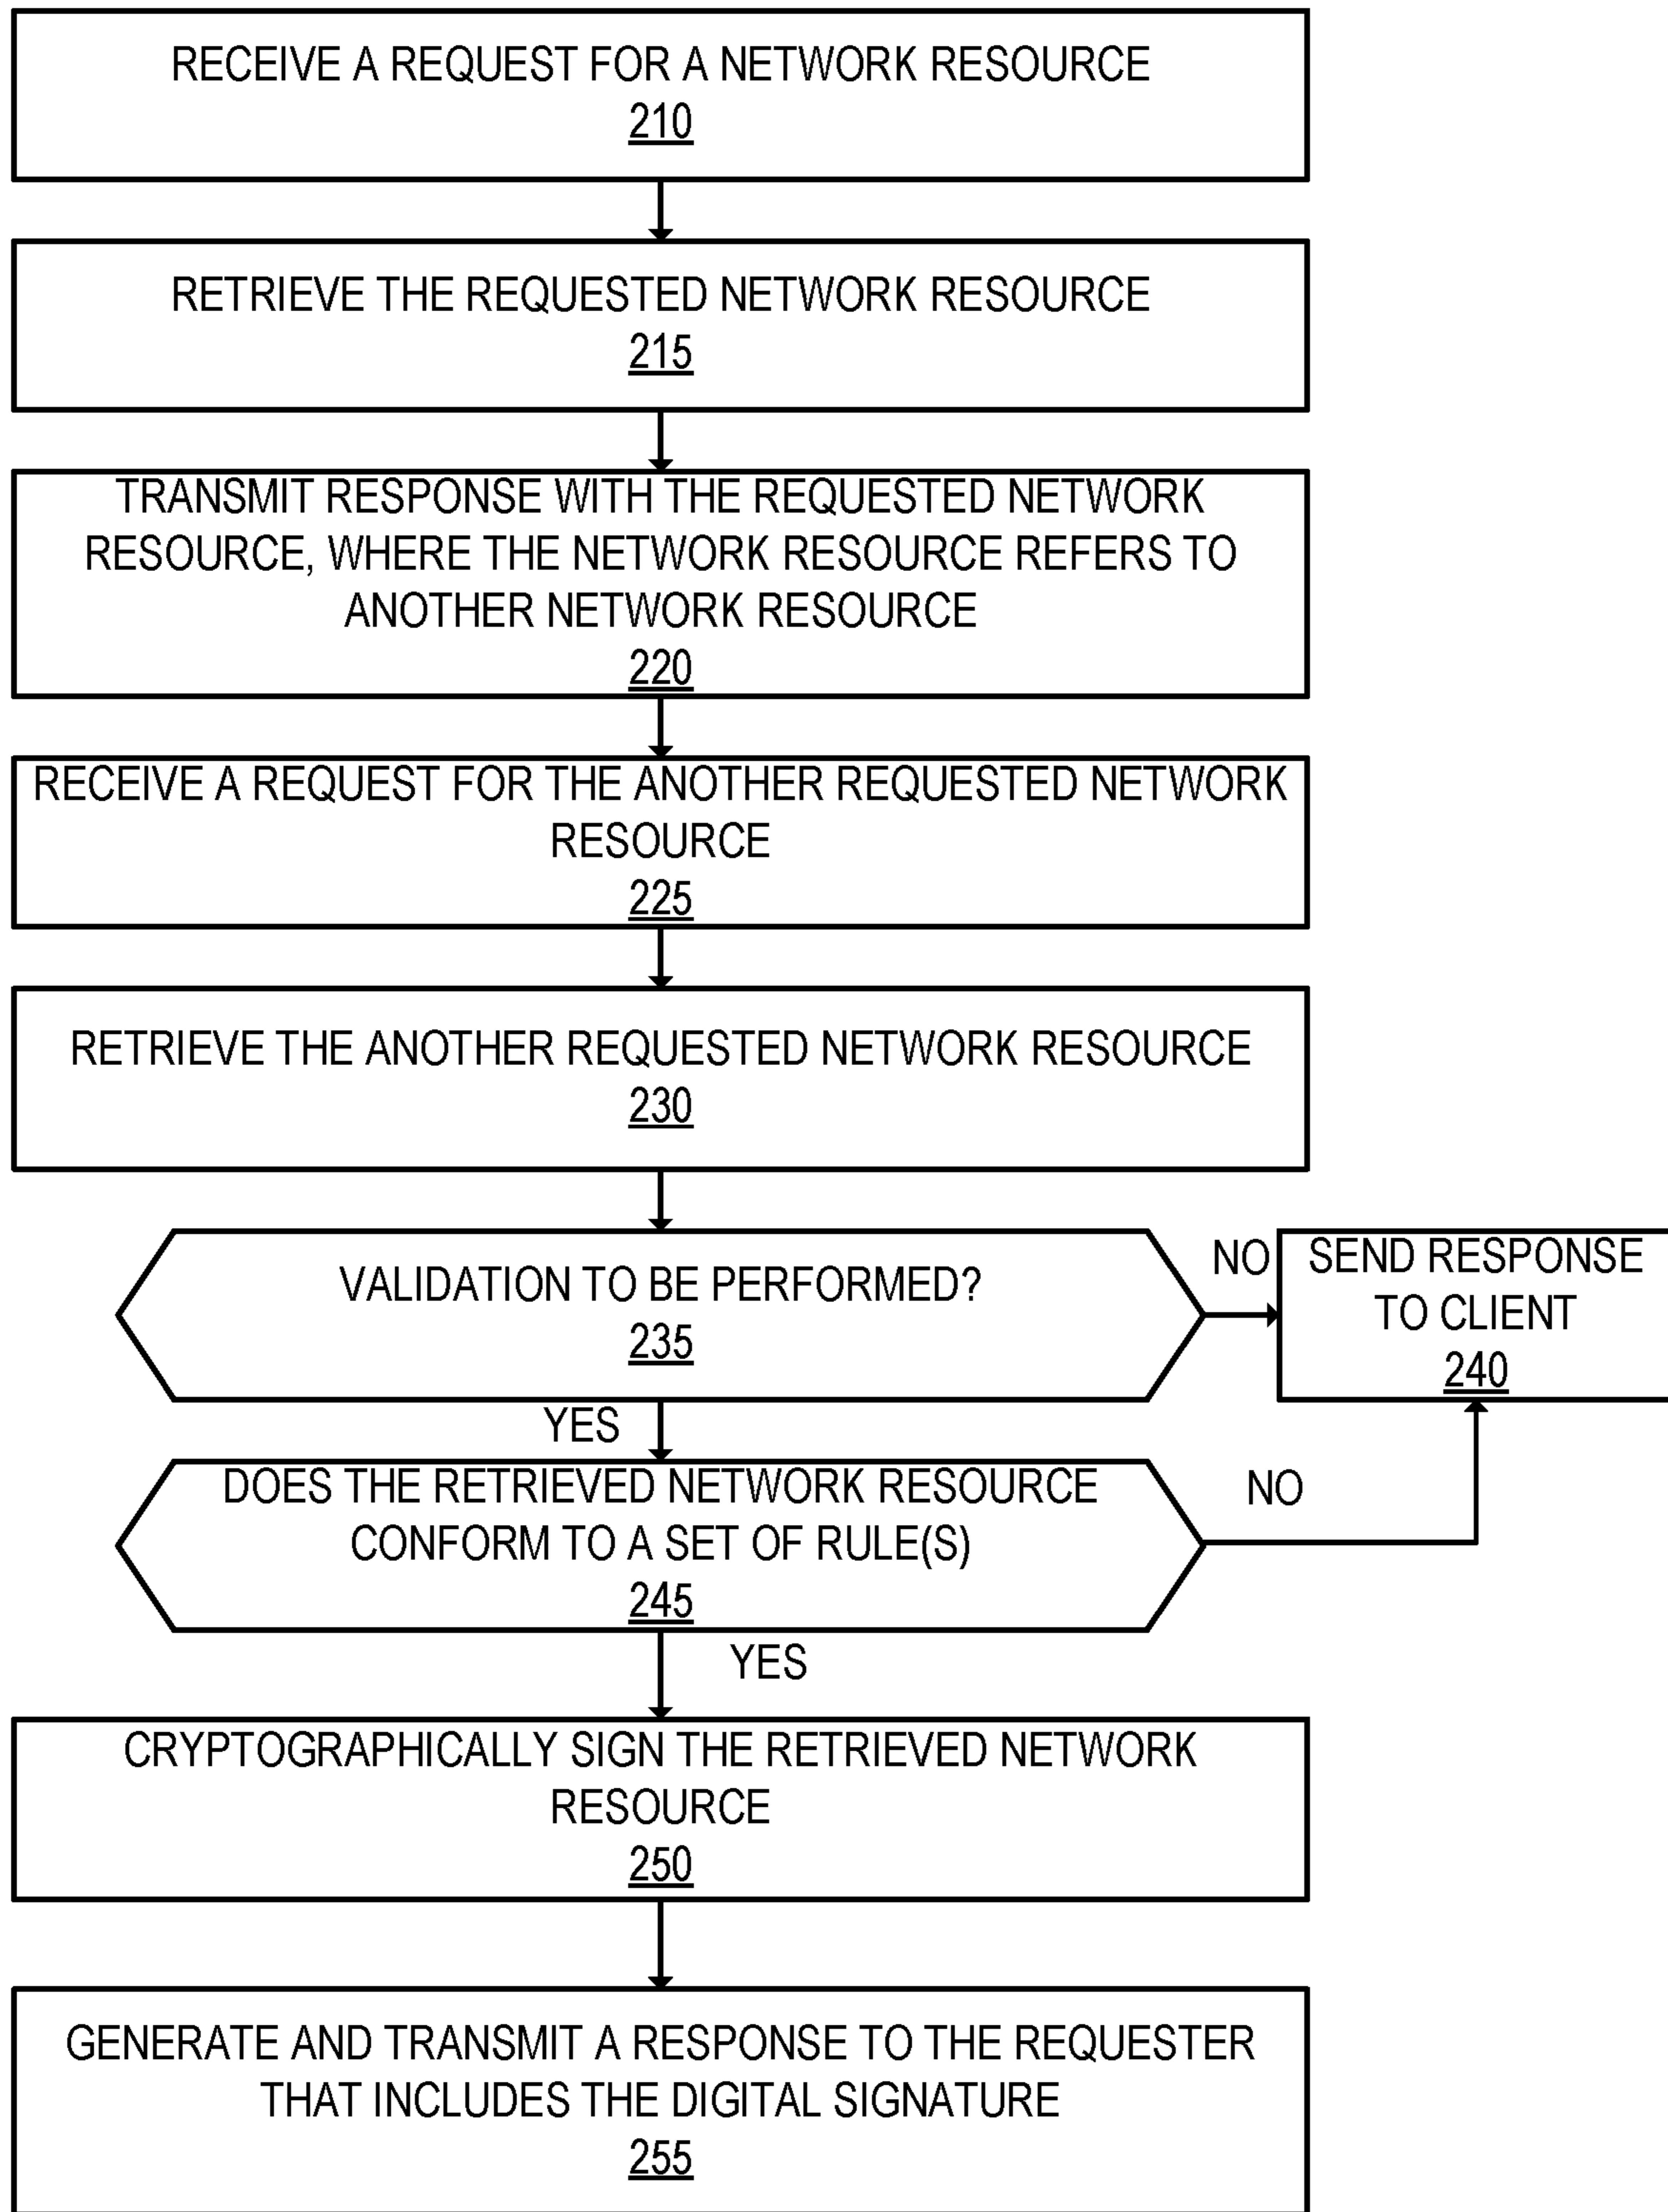 RECEIVE A REQUEST FOR A NETWORK RESOURCE
210
RETRIEVE THE REQUESTED NETWORK RESOURCE
215
TRANSMIT RESPONSE WITH THE REQUESTED NETWORK
RESOURCE, WHERE THE NETWORK RESOURCE REFERS TO
ANOTHER NETWORK RESOURCE
220
RECEIVE A REQUEST FOR THE ANOTHER REQUESTED NETWORK
RESOURCE
225
RETRIEVE THE ANOTHER REQUESTED NETWORK RESOURCE
230
VALIDATION TO BE PERFORMED?
235
NO
SEND RESPONSE
TO CLIENT
240
YES
DOES THE RETRIEVED NETWORK RESOURCE
CONFORM TO A SET OF RULE(S)
245
NO
YES
CRYPTOGRAPHICALLY SIGN THE RETRIEVED NETWORK
RESOURCE
250
GENERATE AND TRANSMIT A RESPONSE TO THE REQUESTER
THAT INCLUDES THE DIGITAL SIGNATURE
255